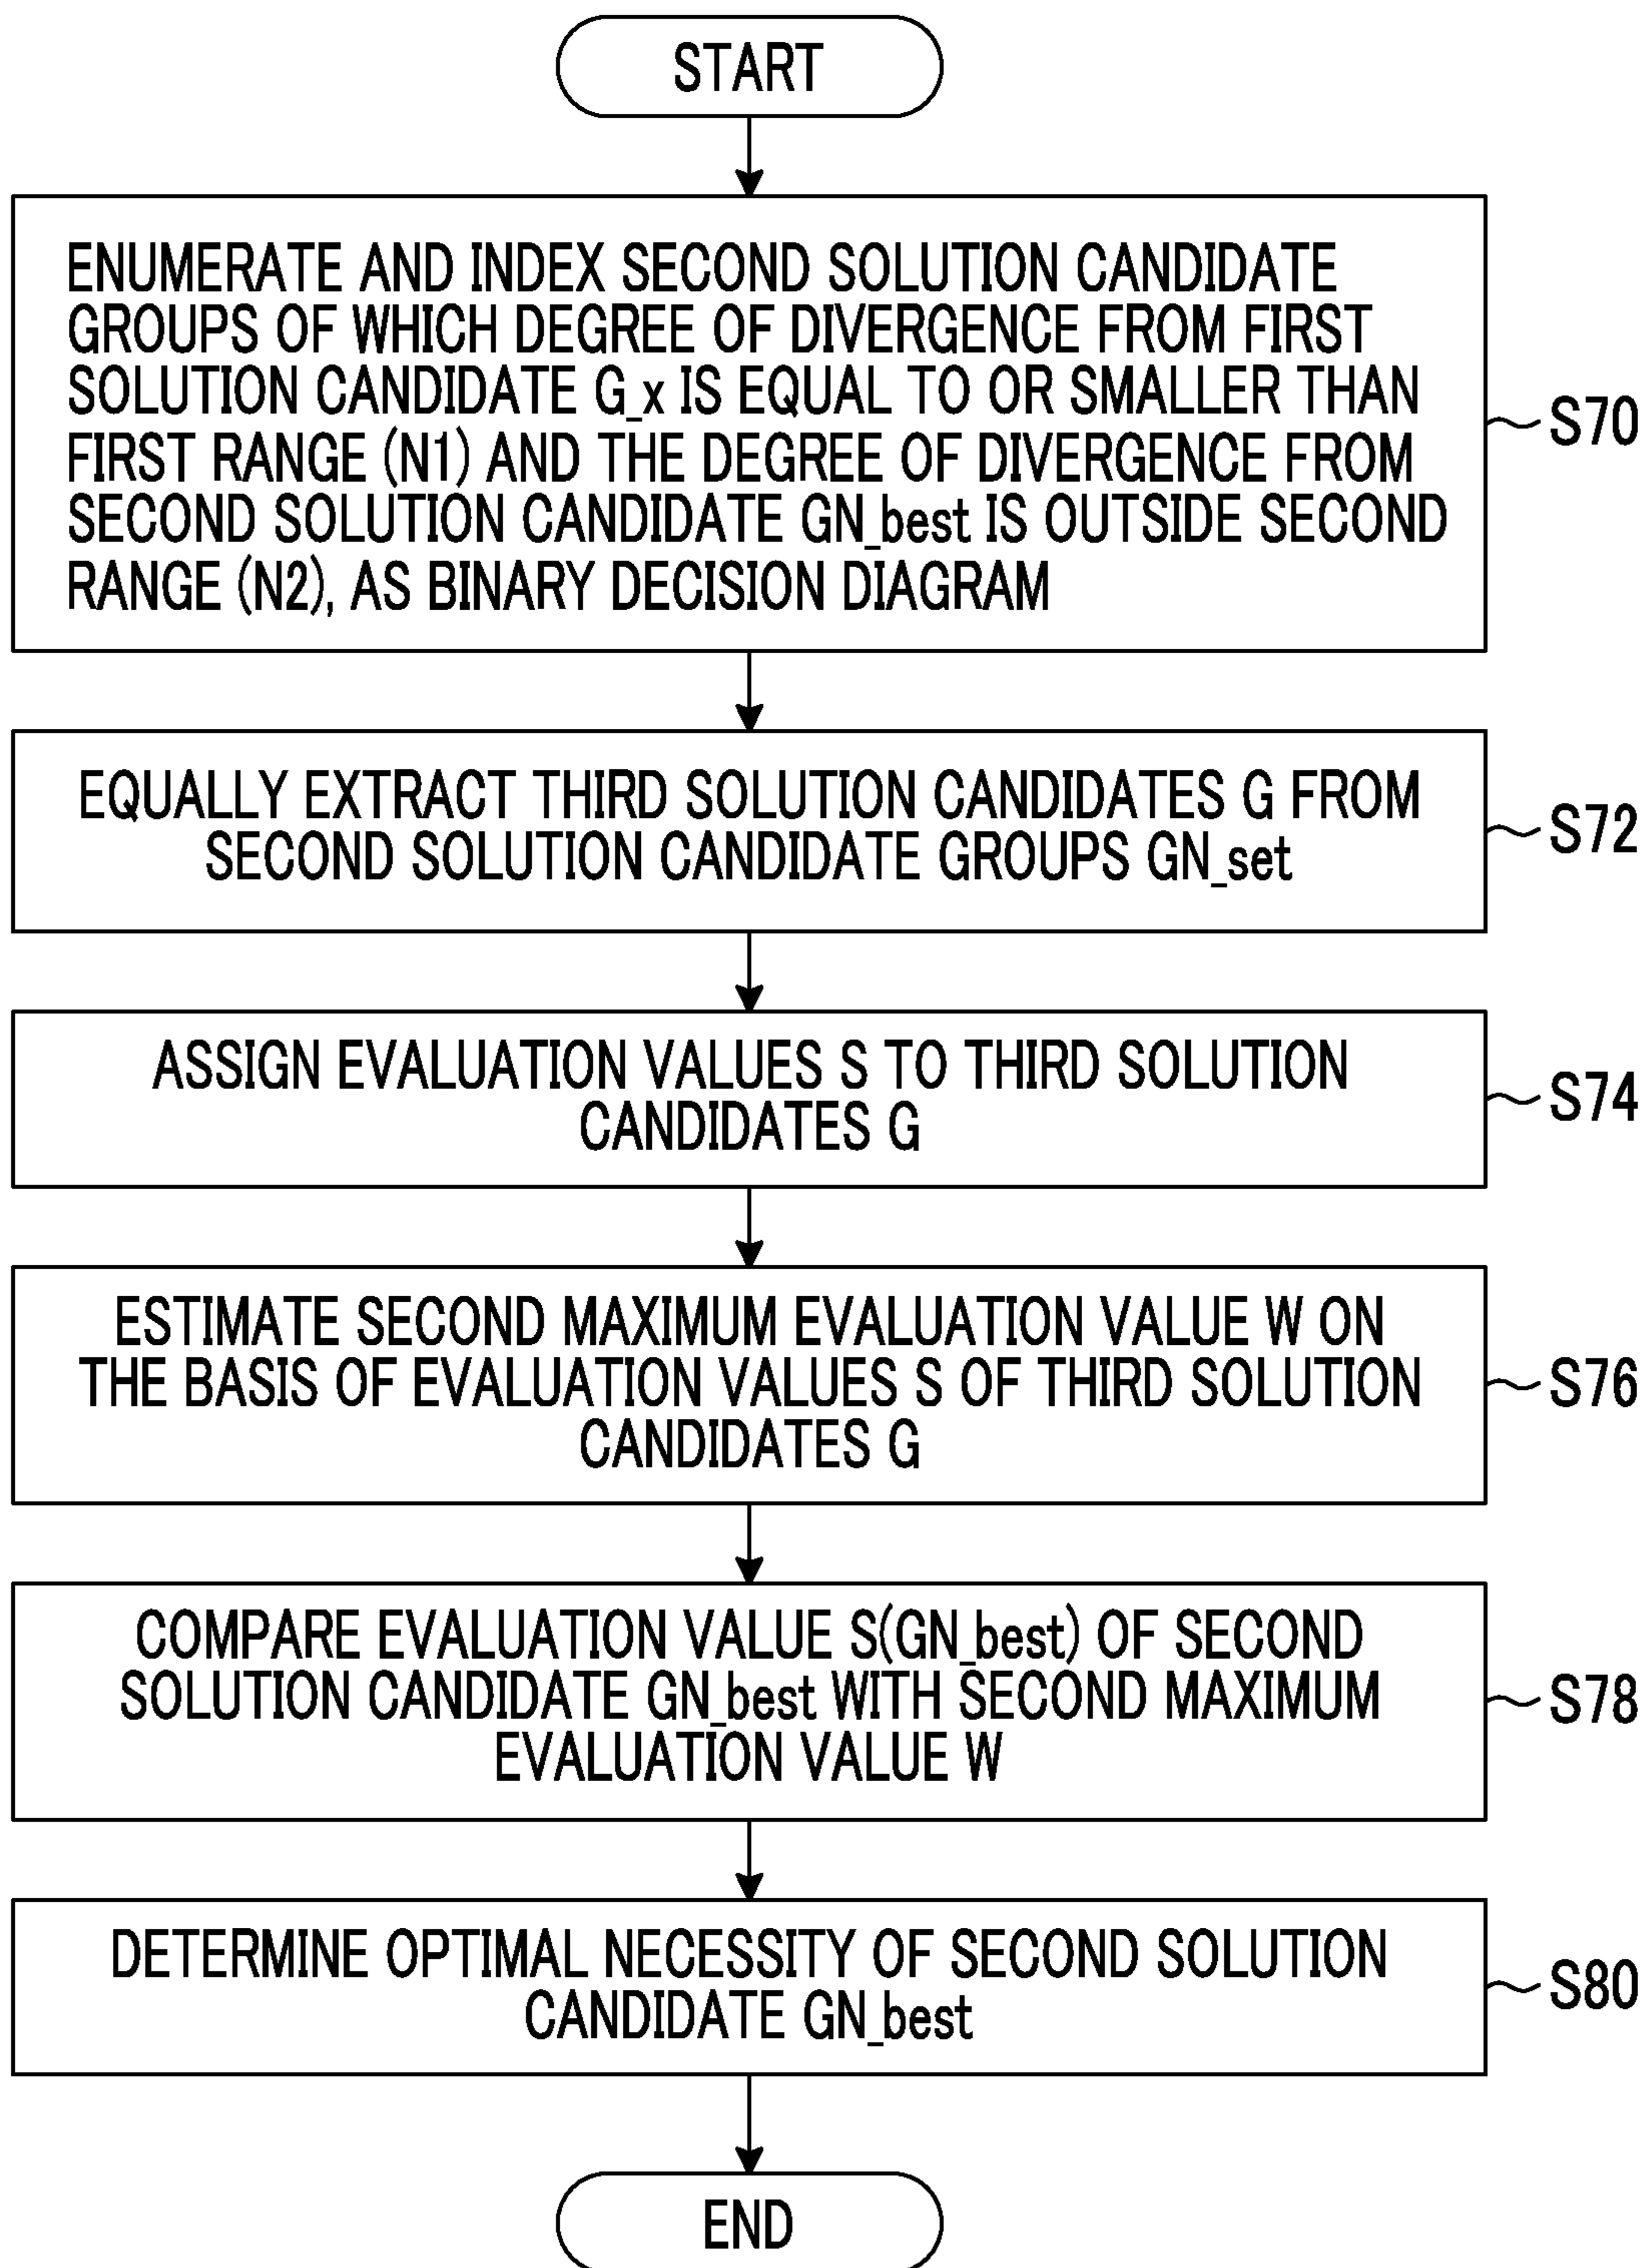 START
ENUMERATE AND INDEX SECOND SOLUTION CANDIDATE
GROUPS OF WHICH DEGREE OF DIVERGENCE FROM FIRST
SOLUTION CANDIDATE G_x IS EQUAL TO OR SMALLER THAN
FIRST RANGE (N1) AND THE DEGREE OF DIVERGENCE FROM
SECOND SOLUTION CANDIDATE GN_best IS OUTSIDE SECOND
RANGE (N2), AS BINARY DECISION DIAGRAM
S70
EQUALLY EXTRACT THIRD SOLUTION CANDIDATES G FROM
SECOND SOLUTION CANDIDATE GROUPS GN_set
S72
ASSIGN EVALUATION VALUES S TO THIRD SOLUTION
CANDIDATES G
S74
ESTIMATE SECOND MAXIMUM EVALUATION VALUE W ON
THE BASIS OF EVALUATION VALUES S OF THIRD SOLUTION
CANDIDATES G
S76
COMPARE EVALUATION VALUE S(GN_best) OF SECOND
SOLUTION CANDIDATE GN_best WITH SECOND MAXIMUM
EVALUATION VALUE W
S78
DETERMINE OPTIMAL NECESSITY OF SECOND SOLUTION
CANDIDATE GN_best
S80
END